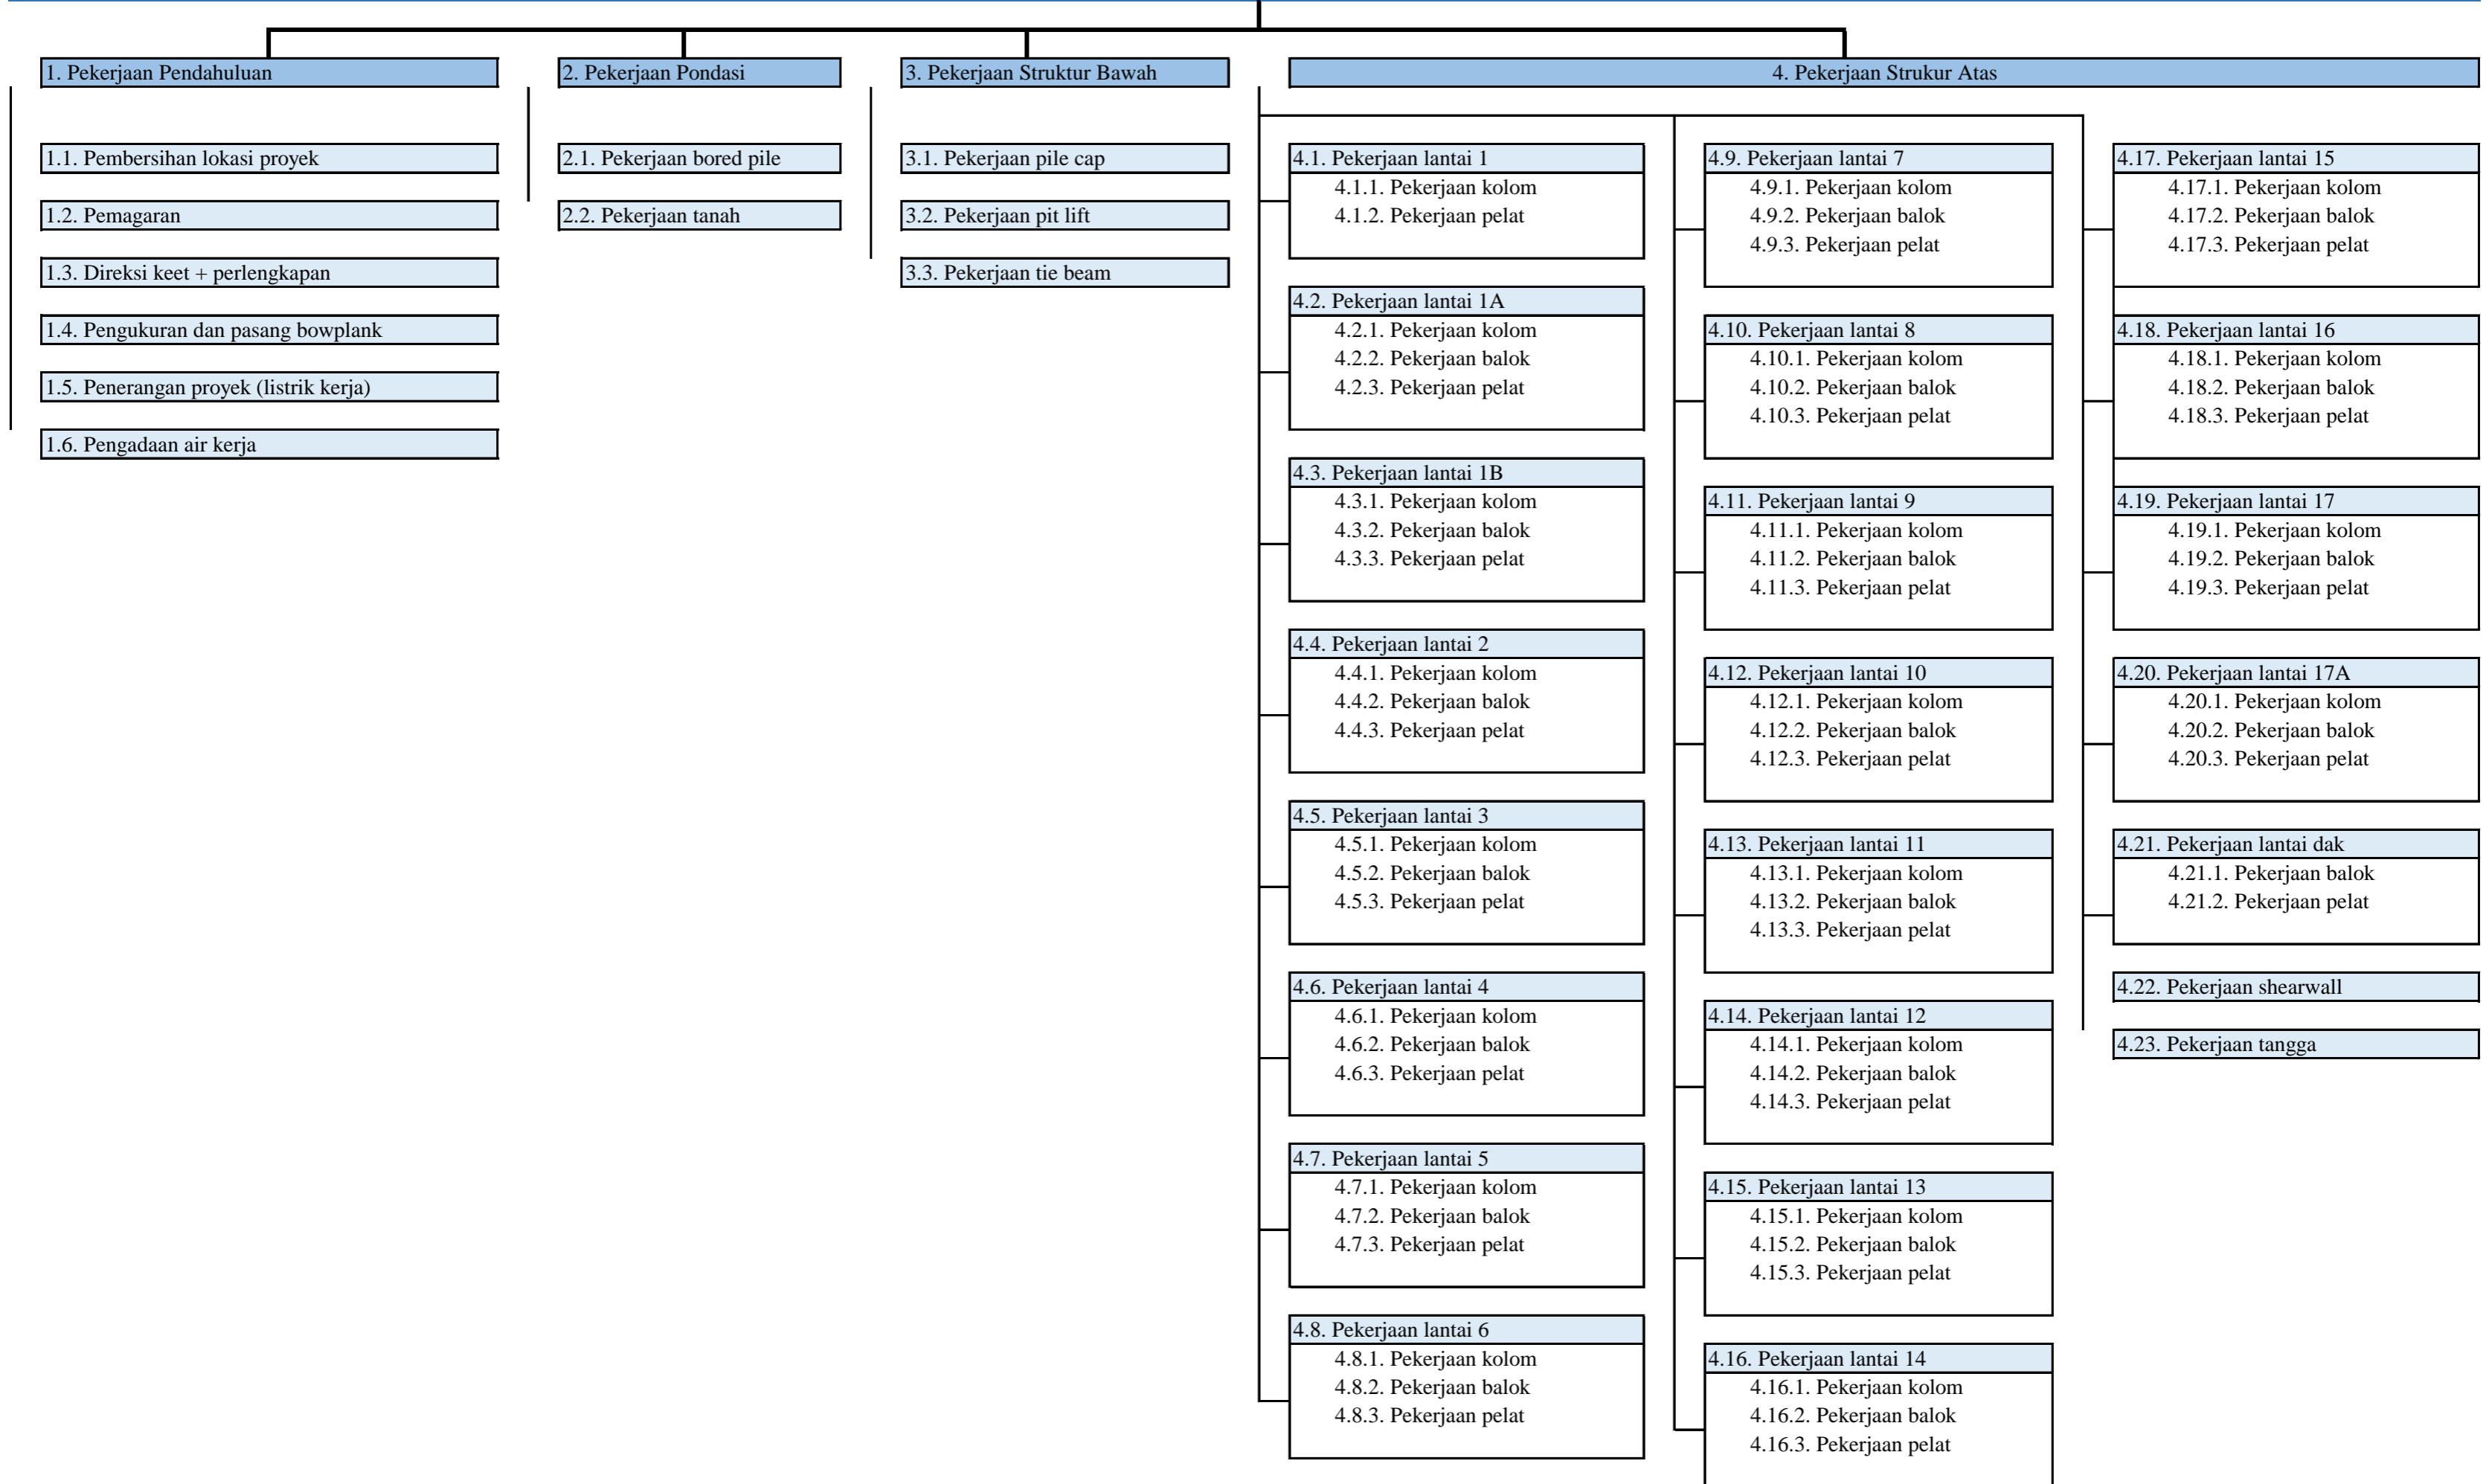 1. Pekerjaan Pendahuluan
1.1. Pembersihan lokasi proyek
1.2. Pemagaran
1.3. Direksi keet + perlengkapan
1.4. Pengukuran dan pasang bowplank
1.5. Penerangan proyek (listrik kerja)
1.6. Pengadaan air kerja
2. Pekerjaan Pondasi
2.1. Pekerjaan bored pile
2.2. Pekerjaan tanah
3. Pekerjaan Struktur Bawah
3.1. Pekerjaan pile cap
3.2. Pekerjaan pit lift
3.3. Pekerjaan tie beam
4. Pekerjaan Strukur Atas
4.1. Pekerjaan lantai 1
4.1.1. Pekerjaan kolom
4.1.2. Pekerjaan pelat
4.2. Pekerjaan lantai 1A
4.2.1. Pekerjaan kolom
4.2.2. Pekerjaan balok
4.2.3. Pekerjaan pelat
4.3. Pekerjaan lantai 1B
4.3.1. Pekerjaan kolom
4.3.2. Pekerjaan balok
4.3.3. Pekerjaan pelat
4.4. Pekerjaan lantai 2
4.4.1. Pekerjaan kolom
4.4.2. Pekerjaan balok
4.4.3. Pekerjaan pelat
4.5. Pekerjaan lantai 3
4.5.1. Pekerjaan kolom
4.5.2. Pekerjaan balok
4.5.3. Pekerjaan pelat
4.6. Pekerjaan lantai 4
4.6.1. Pekerjaan kolom
4.6.2. Pekerjaan balok
4.6.3. Pekerjaan pelat
4.7. Pekerjaan lantai 5
4.7.1. Pekerjaan kolom
4.7.2. Pekerjaan balok
4.7.3. Pekerjaan pelat
4.8. Pekerjaan lantai 6
4.8.1. Pekerjaan kolom
4.8.2. Pekerjaan balok
4.8.3. Pekerjaan pelat
4.9. Pekerjaan lantai 7
4.9.1. Pekerjaan kolom
4.9.2. Pekerjaan balok
4.9.3. Pekerjaan pelat
4.10. Pekerjaan lantai 8
4.10.1. Pekerjaan kolom
4.10.2. Pekerjaan balok
4.10.3. Pekerjaan pelat
4.11. Pekerjaan lantai 9
4.11.1. Pekerjaan kolom
4.11.2. Pekerjaan balok
4.11.3. Pekerjaan pelat
4.12. Pekerjaan lantai 10
4.12.1. Pekerjaan kolom
4.12.2. Pekerjaan balok
4.12.3. Pekerjaan pelat
4.13. Pekerjaan lantai 11
4.13.1. Pekerjaan kolom
4.13.2. Pekerjaan balok
4.13.3. Pekerjaan pelat
4.14. Pekerjaan lantai 12
4.14.1. Pekerjaan kolom
4.14.2. Pekerjaan balok
4.14.3. Pekerjaan pelat
4.15. Pekerjaan lantai 13
4.15.1. Pekerjaan kolom
4.15.2. Pekerjaan balok
4.15.3. Pekerjaan pelat
4.16. Pekerjaan lantai 14
4.16.1. Pekerjaan kolom
4.16.2. Pekerjaan balok
4.16.3. Pekerjaan pelat
4.17. Pekerjaan lantai 15
4.17.1. Pekerjaan kolom
4.17.2. Pekerjaan balok
4.17.3. Pekerjaan pelat
4.18. Pekerjaan lantai 16
4.18.1. Pekerjaan kolom
4.18.2. Pekerjaan balok
4.18.3. Pekerjaan pelat
4.19. Pekerjaan lantai 17
4.19.1. Pekerjaan kolom
4.19.2. Pekerjaan balok
4.19.3. Pekerjaan pelat
4.20. Pekerjaan lantai 17A
4.20.1. Pekerjaan kolom
4.20.2. Pekerjaan balok
4.20.3. Pekerjaan pelat
4.21. Pekerjaan lantai dak
4.21.1. Pekerjaan balok
4.21.2. Pekerjaan pelat
4.22. Pekerjaan shearwall
4.23. Pekerjaan tangga